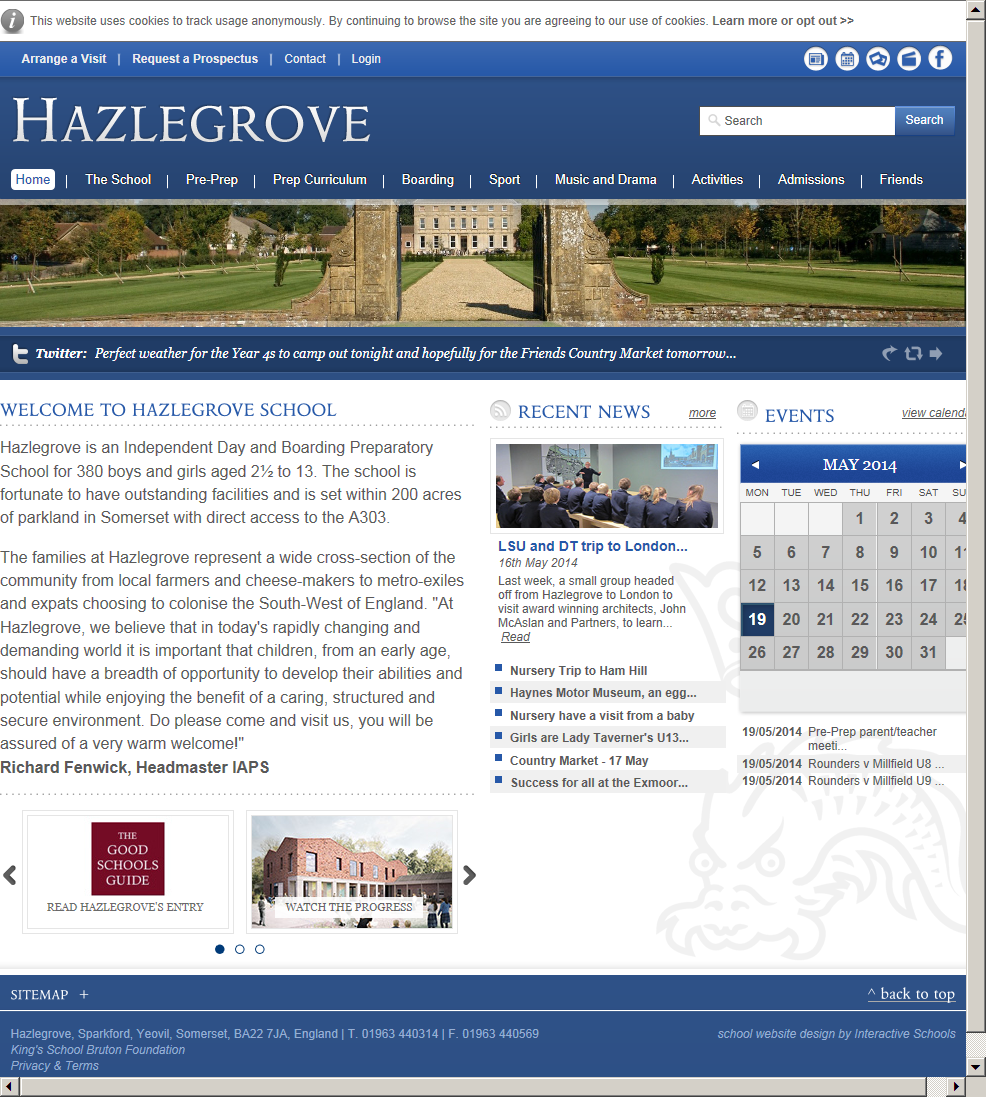 This website uses cookies to track usage anonymously. By continuing to browse the site you are agreeing to our use of cookies. Learn more or opt out >>
Arrange a Visit | Request a Prospectus | Contact | Login
HAZLEGROVE
Search
Search
Home | The School | Pre-Prep | Prep Curriculum | Boarding | Sport | Music and Drama | Activities | Admissions | Friends
Twitter: Perfect weather for the Year 4s to camp out tonight and hopefully for the Friends Country Market tomorrow...
WELCOME TO HAZLEGROVE SCHOOL
Hazlegrove is an Independent Day and Boarding Preparatory
School for 380 boys and girls aged 2½ to 13. The school is
fortunate to have outstanding facilities and is set within 200 acres
of parkland in Somerset with direct access to the A303.
The families at Hazlegrove represent a wide cross-section of the
community from local farmers and cheese-makers to metro-exiles
and expats choosing to colonise the South-West of England. "At
Hazlegrove, we believe that in today's rapidly changing and
demanding world it is important that children, from an early age,
should have a breadth of opportunity to develop their abilities and
potential while enjoying the benefit of a caring, structured and
secure environment. Do please come and visit us, you will be
assured of a very warm welcome!"
Richard Fenwick, Headmaster IAPS
THE
GOOD
SCHOOLS
GUIDE
READ HAZLEGROVE'S ENTRY
WATCH THE PROGRESS
RECENT NEWS
more
LSU and DT trip to London...
16th May 2014
Last week, a small group headed
off from Hazlegrove to London to
visit award winning architects, John
McAslan and Partners, to learn...
Read
Nursery Trip to Ham Hill
Haynes Motor Museum, an egg...
Nursery have a visit from a baby
Girls are Lady Taverner's U13...
Country Market - 17 May
Success for all at the Exmoor...
EVENTS
view calenda
MAY 2014
MON TUE WED THU FRI SAT SU
1 2 3 4
5 6 7 8 9 10 1
12 13 14 15 16 17 18
19 20 21 22 23 24 25
26 27 28 29 30 31
19/05/2014 Pre-Prep parent/teacher
meeti...
19/05/2014 Rounders v Millfield U8 ...
19/05/2014 Rounders v Millfield U9 ...
SITEMAP +
^ back to top
Hazlegrove, Sparkford, Yeovil, Somerset, BA22 7JA, England | T. 01963 440314 | F. 01963 440569
school website design by Interactive Schools
King's School Bruton Foundation
Privacy & Terms